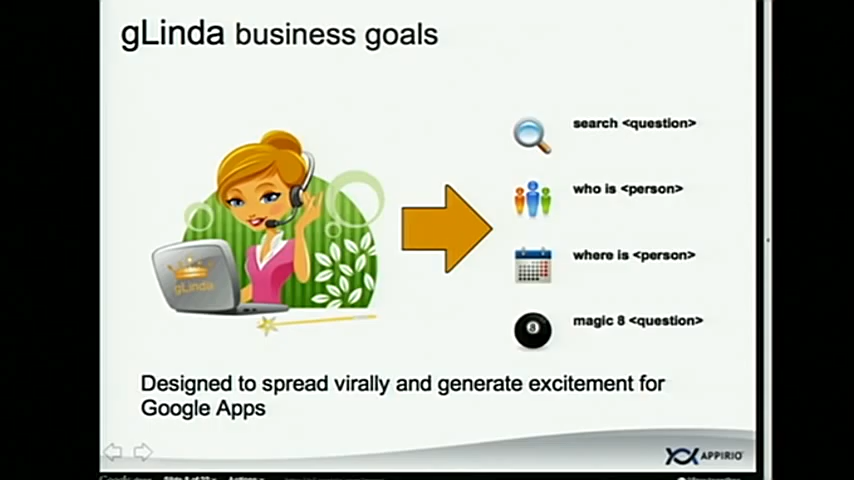 gLinda business goals
search <question>
who is <person>
where is <person>
magic 8 <question>
gLinda
8
Designed to spread virally and generate excitement for
Google Apps
APPIRIO